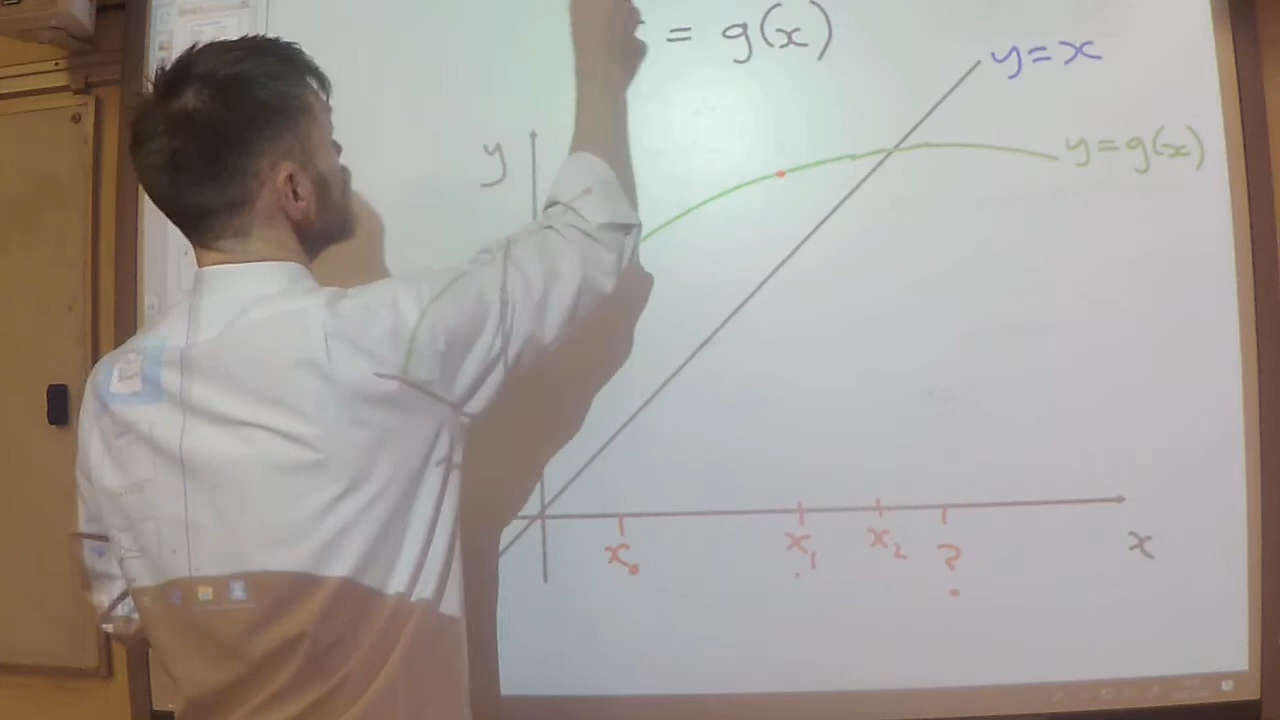 = g(x)
y=x
y
y=g(x)
x₀ x₁ x₂ ?
x